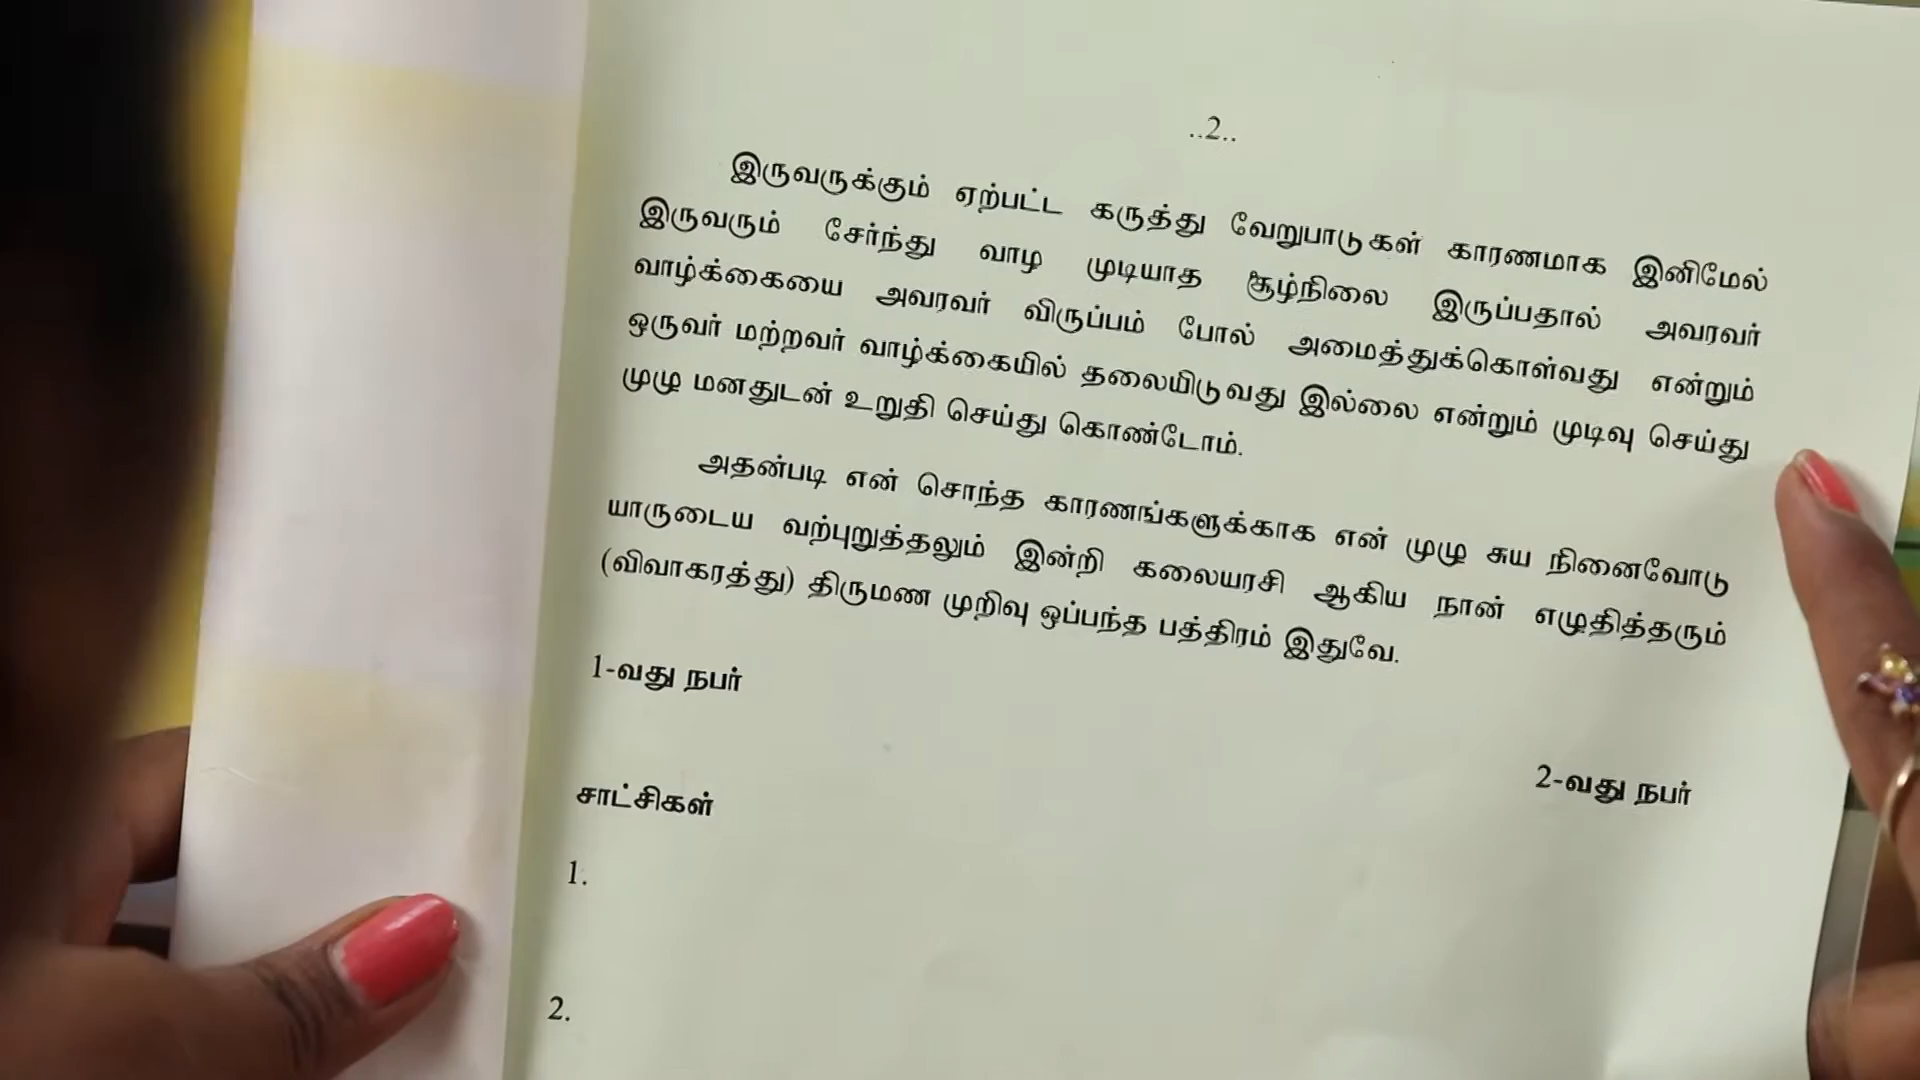 ..2..
இருவருக்கும் ஏற்பட்ட கருத்து வேறுபாடுகள் காரணமாக இனிமேல்
இருவரும் சேர்ந்து வாழ முடியாத சூழ்நிலை இருப்பதால் அவரவர்
வாழ்க்கையை அவரவர் விருப்பம் போல் அமைத்துக்கொள்வது என்றும்
ஒருவர் மற்றவர் வாழ்க்கையில் தலையிடுவது இல்லை என்றும் முடிவு செய்து
முழு மனதுடன் உறுதி செய்து கொண்டோம்.
அதன்படி என் சொந்த காரணங்களுக்காக என் முழு சுய நினைவோடு
யாருடைய வற்புறுத்தலும் இன்றி கலையரசி ஆகிய நான் எழுதித்தரும்
(விவாகரத்து) திருமண முறிவு ஒப்பந்த பத்திரம் இதுவே.
1-வது நபர்
2-வது நபர்
சாட்சிகள்
1.
2.